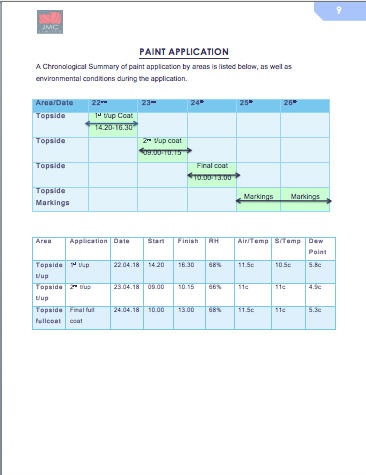 9
JMC
PAINT APPLICATION
A Chronological Summary of paint application by areas is listed below, as well as
environmental conditions during the application.
Area/Date 22nd 23rd 24th 25th 26th
Topside 1st t/up Coat
14.20-16.30
Topside 2nd t/up coat
09.00-10.15
Topside Final coat
10.00-13.00
Topside Markings Markings
Markings
Area Application Date Start Finish RH Air/Temp S/Temp Dew
Point
Topside 1st t/up 22.04.18 14.20 16.30 68% 11.5c 10.5c 5.8c
t/up
Topside 2nd t/up 23.04.18 09.00 10.15 66% 11c 11c 4.9c
t/up
Topside Final full 24.04.18 10.00 13.00 68% 11.5c 11c 5.3c
fullcoat coat